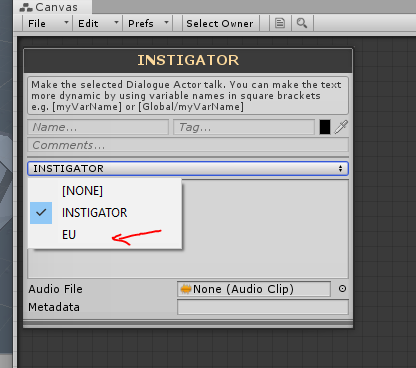 Canvas
File Edit Prefs Select Owner
INSTIGATOR
Make the selected Dialogue Actor talk. You can make the text
more dynamic by using variable names in square brackets
e.g. [myVarName] or [Global/myVarName]
Name... Tag...
Comments...
INSTIGATOR
[NONE]
INSTIGATOR
EU
Audio File None (Audio Clip)
Metadata